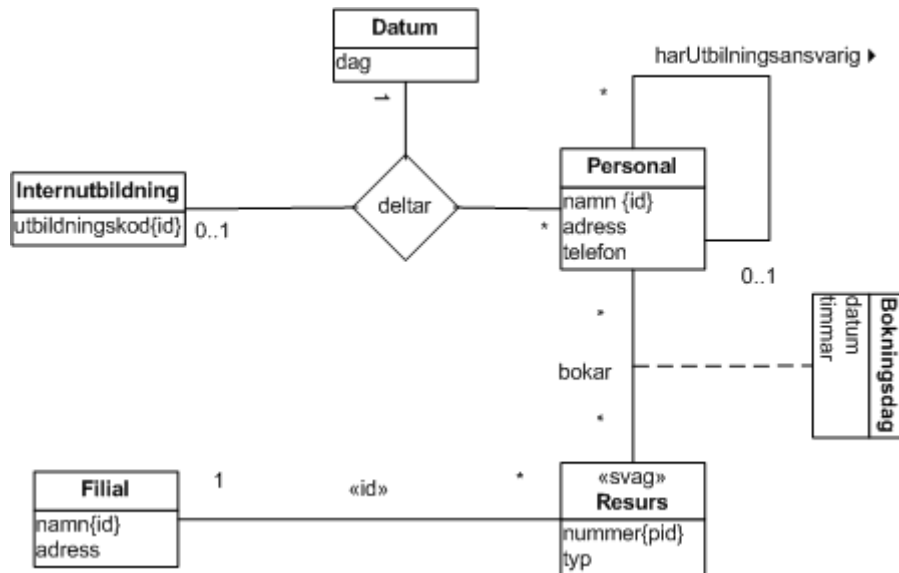 Datum
dag
harUtbilningsansvarig
*
1
Personal
namn {id}
adress
telefon
Internutbildning
utbildningskod{id}
deltar
0..1
*
0..1
*
Bokningsdag
datum
timmar
bokar
*
Filial
namn{id}
adress
1
«id»
*
«svag»
Resurs
nummer{pid}
typ